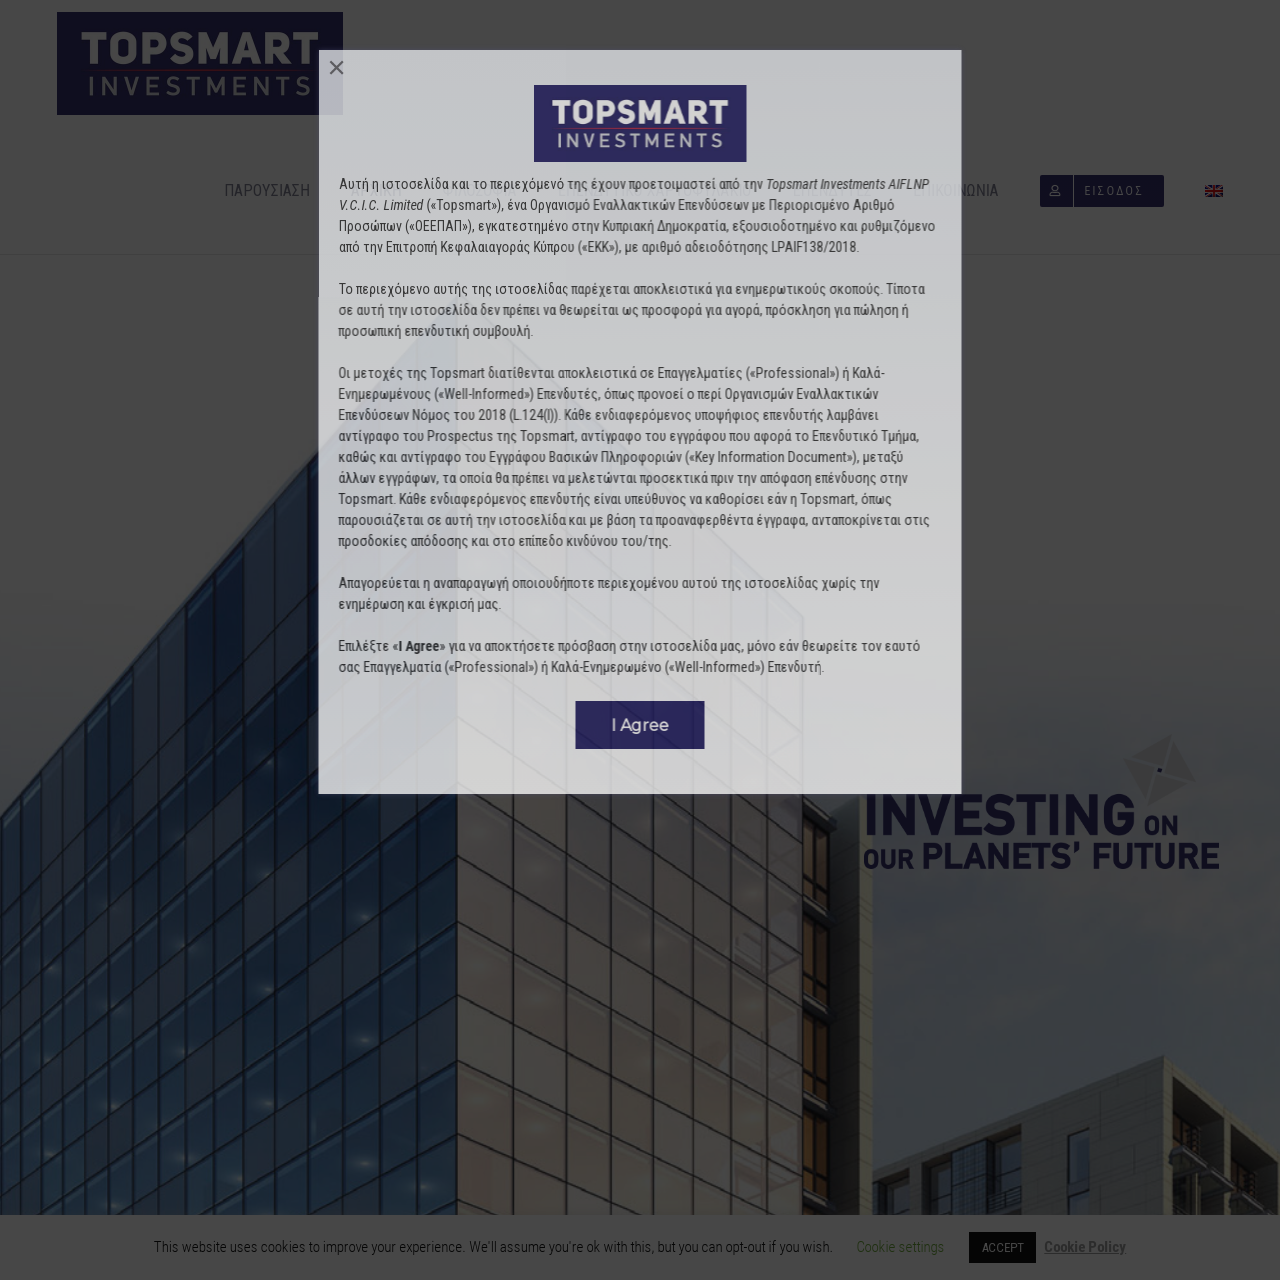 TOPSMART
INVESTMENTS
×
TOPSMART
INVESTMENTS
ΠΑΡΟΥΣΙΑΣΗ
ΕΠΙΚΟΙΝΩΝΙΑ
ΕΙΣΟΔΟΣ
Αυτή η ιστοσελίδα και το περιεχόμενό της έχουν προετοιμαστεί από την Topsmart Investments AIFLNP
V.C.I.C. Limited («Topsmart»), ένα Οργανισμό Εναλλακτικών Επενδύσεων με Περιορισμένο Αριθμό
Προσώπων («ΟΕΕΠΑΠ»), εγκατεστημένο στην Κυπριακή Δημοκρατία, εξουσιοδοτημένο και ρυθμιζόμενο
από την Επιτροπή Κεφαλαιαγοράς Κύπρου («ΕΚΚ»), με αριθμό αδειοδότησης LPAIF138/2018.
Το περιεχόμενο αυτής της ιστοσελίδας παρέχεται αποκλειστικά για ενημερωτικούς σκοπούς. Τίποτα
σε αυτή την ιστοσελίδα δεν πρέπει να θεωρείται ως προσφορά για αγορά, πρόσκληση για πώληση ή
προσωπική επενδυτική συμβουλή.
Οι μετοχές της Topsmart διατίθενται αποκλειστικά σε Επαγγελματίες («Professional») ή Καλά-
Ενημερωμένους («Well-Informed») Επενδυτές, όπως προνοεί ο περί Οργανισμών Εναλλακτικών
Επενδύσεων Νόμος του 2018 (L.124(I)). Κάθε ενδιαφερόμενος υποψήφιος επενδυτής λαμβάνει
αντίγραφο του Prospectus της Topsmart, αντίγραφο του εγγράφου που αφορά το Επενδυτικό Τμήμα,
καθώς και αντίγραφο του Εγγράφου Βασικών Πληροφοριών («Key Information Document»), μεταξύ
άλλων εγγράφων, τα οποία θα πρέπει να μελετώνται προσεκτικά πριν την απόφαση επένδυσης στην
Topsmart. Κάθε ενδιαφερόμενος επενδυτής είναι υπεύθυνος να καθορίσει εάν η Topsmart, όπως
παρουσιάζεται σε αυτή την ιστοσελίδα και με βάση τα προαναφερθέντα έγγραφα, ανταποκρίνεται στις
προσδοκίες απόδοσης και στο επίπεδο κινδύνου του/της.
Απαγορεύεται η αναπαραγωγή οποιουδήποτε περιεχομένου αυτού της ιστοσελίδας χωρίς την
ενημέρωση και έγκρισή μας.
Επιλέξτε «I Agree» για να αποκτήσετε πρόσβαση στην ιστοσελίδα μας, μόνο εάν θεωρείτε τον εαυτό
σας Επαγγελματία («Professional») ή Καλά-Ενημερωμένο («Well-Informed») Επενδυτή.
I Agree
INVESTING ON
OUR PLANETS' FUTURE
This website uses cookies to improve your experience. We'll assume you're ok with this, but you can opt-out if you wish. Cookie settings ACCEPT Cookie Policy